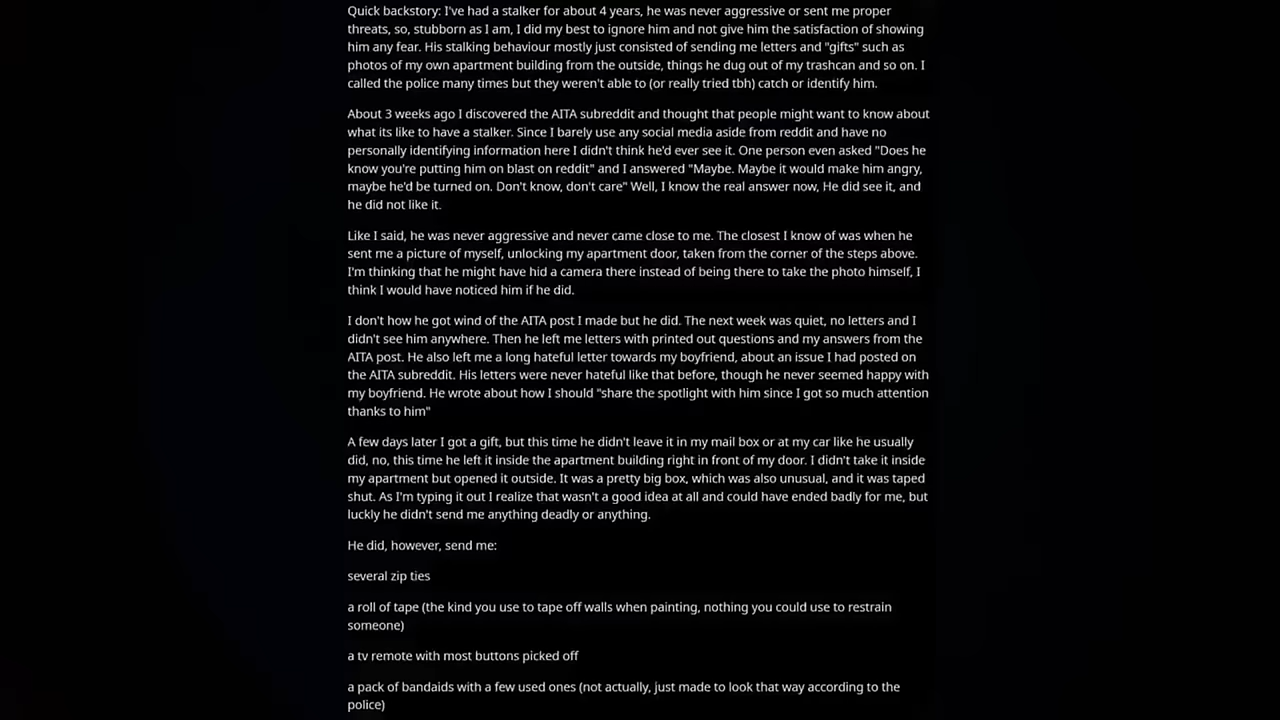 Quick backstory: I've had a stalker for about 4 years, he was never aggressive or sent me proper
threats, so, stubborn as I am, I did my best to ignore him and not give him the satisfaction of showing
him any fear. His stalking behaviour mostly just consisted of sending me letters and "gifts" such as
photos of my own apartment building from the outside, things he dug out of my trashcan and so on. I
called the police many times but they weren't able to (or really tried tbh) catch or identify him.
About 3 weeks ago I discovered the AITA subreddit and thought that people might want to know about
what its like to have a stalker. Since I barely use any social media aside from reddit and have no
personally identifying information here I didn't think he'd ever see it. One person even asked "Does he
know you're putting him on blast on reddit" and I answered "Maybe. Maybe it would make him angry,
maybe he'd be turned on. Don't know, don't care" Well, I know the real answer now, He did see it, and
he did not like it.
Like I said, he was never aggressive and never came close to me. The closest I know of was when he
sent me a picture of myself, unlocking my apartment door, taken from the corner of the steps above.
I'm thinking that he might have hid a camera there instead of being there to take the photo himself, I
think I would have noticed him if he did.
I don't how he got wind of the AITA post I made but he did. The next week was quiet, no letters and I
didn't see him anywhere. Then he left me letters with printed out questions and my answers from the
AITA post. He also left me a long hateful letter towards my boyfriend, about an issue I had posted on
the AITA subreddit. His letters were never hateful like that before, though he never seemed happy with
my boyfriend. He wrote about how I should "share the spotlight with him since I got so much attention
thanks to him"
A few days later I got a gift, but this time he didn't leave it in my mail box or at my car like he usually
did, no, this time he left it inside the apartment building right in front of my door. I didn't take it inside
my apartment but opened it outside. It was a pretty big box, which was also unusual, and it was taped
shut. As I'm typing it out I realize that wasn't a good idea at all and could have ended badly for me, but
luckily he didn't send me anything deadly or anything.
He did, however, send me:
several zip ties
a roll of tape (the kind you use to tape off walls when painting, nothing you could use to restrain
someone)
a tv remote with most buttons picked off
a pack of bandaids with a few used ones (not actually, just made to look that way according to the
police)